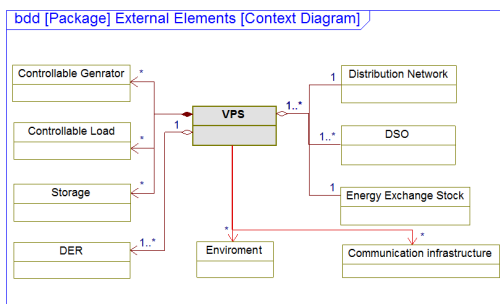 bdd [Package] External Elements [Context Diagram]
Controllable Genrator
*
Distribution Network
1
VPS
1..*
1
Controllable Load
*
DSO
1..*
Storage
*
Energy Exchange Stock
1
DER
1..*
Enviroment
*
Communication infrastructure
*